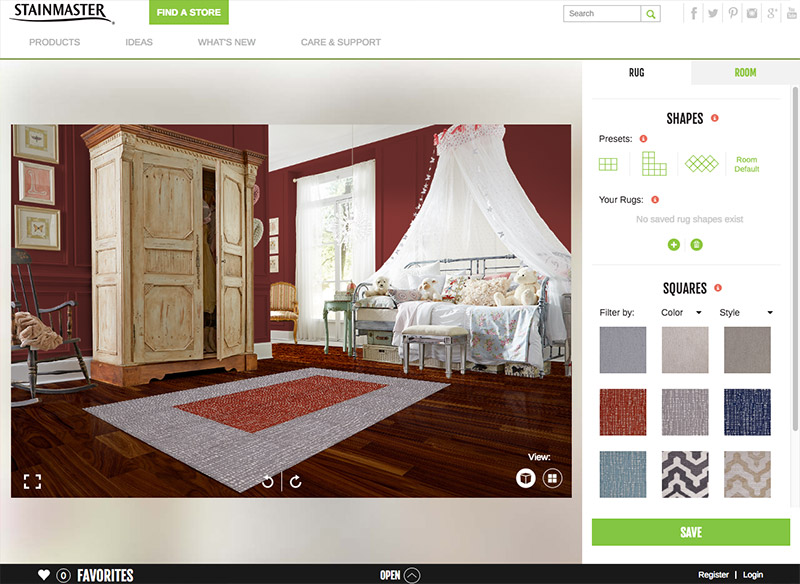 STAINMASTER
FIND A STORE
Search
PRODUCTS IDEAS WHAT'S NEW CARE & SUPPORT
RUG ROOM
SHAPES
Presets:
Room
Default
Your Rugs:
No saved rug shapes exist
SQUARES
Filter by: Color Style
View:
SAVE
0 FAVORITES OPEN Register | Login